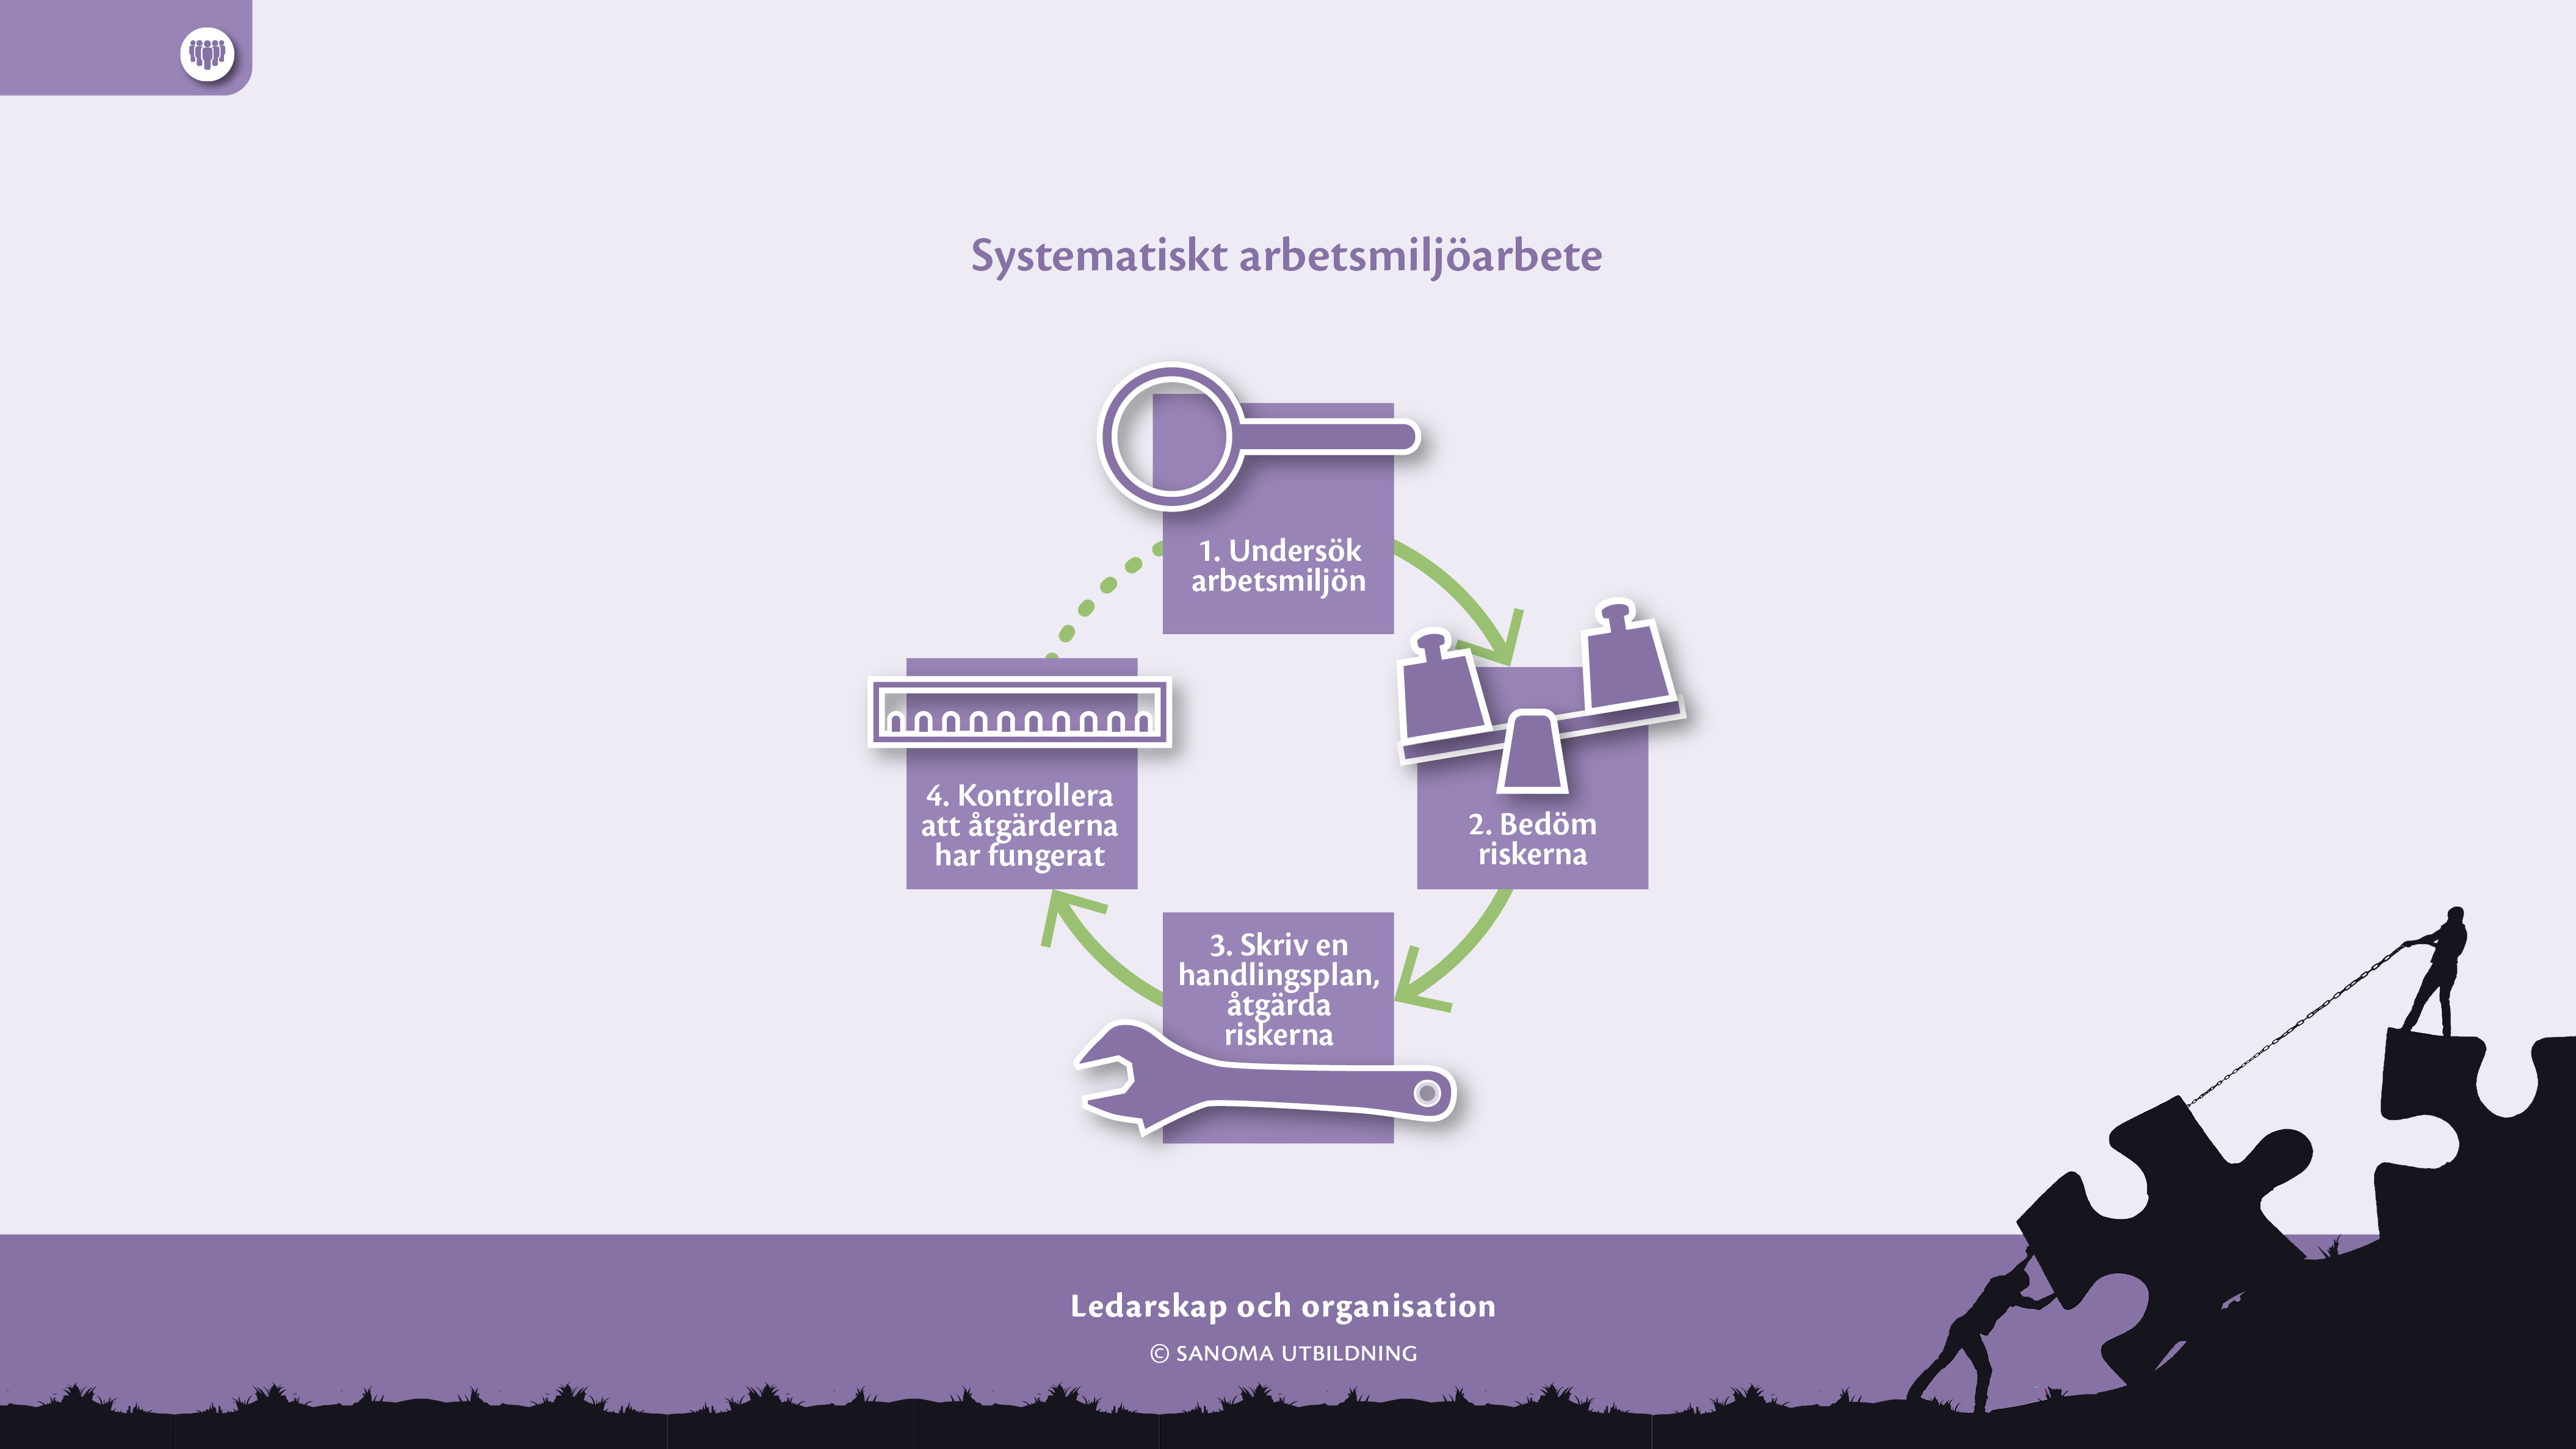 Systematiskt arbetsmiljöarbete
1. Undersök
arbetsmiljön
2. Bedöm
riskerna
3. Skriv en
handlingsplan,
åtgärda
riskerna
4. Kontrollera
att åtgärderna
har fungerat
Ledarskap och organisation
© SANOMA UTBILDNING